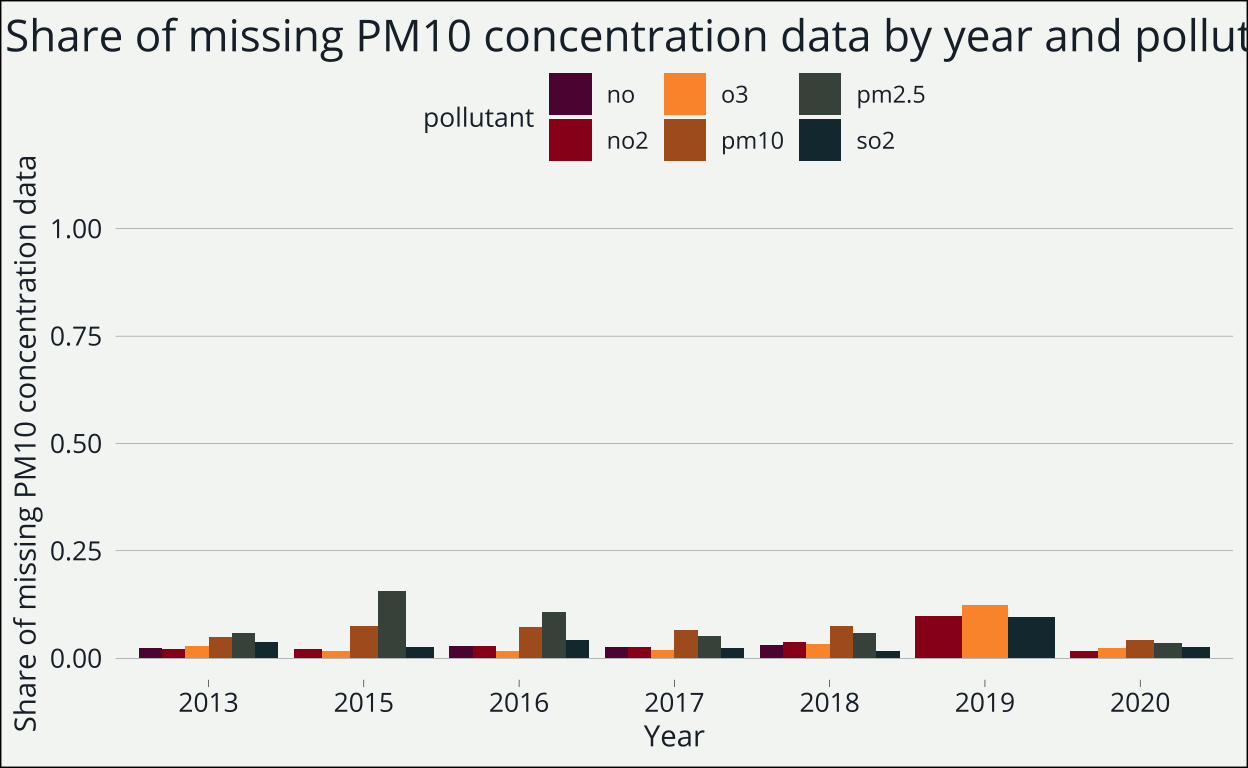 Share of missing PM10 concentration data by year and pollut
pollutant
no
o3
pm2.5
no2
pm10
so2
Share of missing PM10 concentration data
1.00
0.75
0.50
0.25
0.00
2013 2015 2016 2017 2018 2019 2020
Year